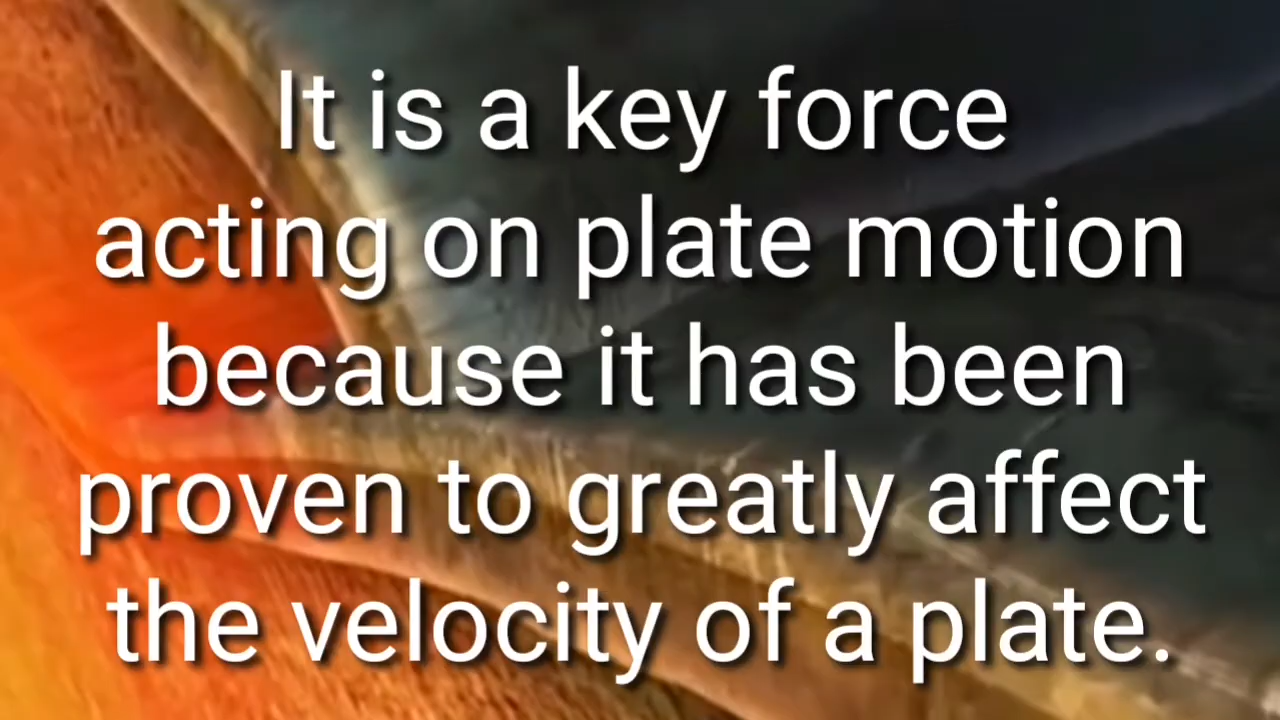 It is a key force
acting on plate motion
because it has been
proven to greatly affect
the velocity of a plate.